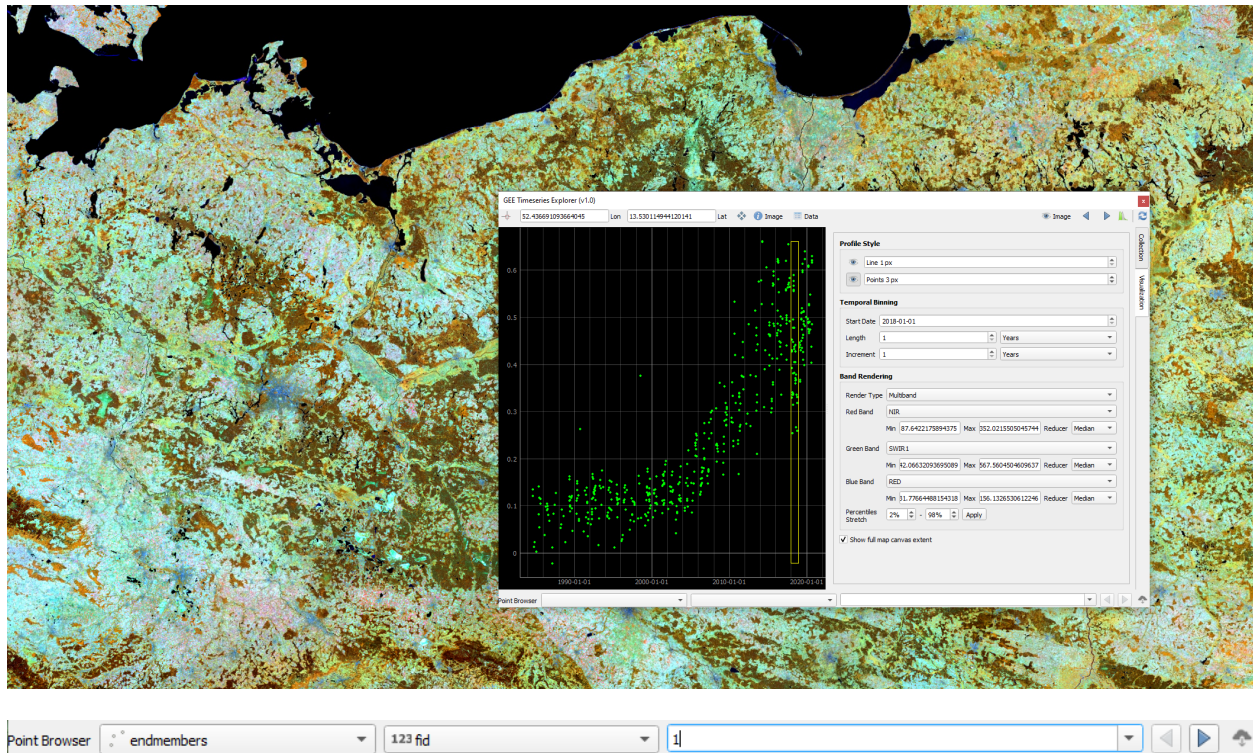 GEE Timeseries Explorer (v1.0)
52.436691093664045 Lon 13.530114944120141 Lat Image Data Image
Collection
Visualization
Profile Style
Line 1 px
Points 3 px
Temporal Binning
Start Date 2018-01-01
Length 1 Years
Increment 1 Years
Band Rendering
Render Type Multiband
Red Band NIR
Min 87.6422175894375 Max 352.0215505045744 Reducer Median
Green Band SWIR1
Min 42.06632093695089 Max 567.5604504609637 Reducer Median
Blue Band RED
Min 31.77664488154318 Max 156.1326530612246 Reducer Median
Percentiles
Stretch 2% - 98% Apply
Show full map canvas extent
0.6
0.5
0.4
0.3
0.2
0.1
0
1990-01-01 2000-01-01 2010-01-01 2020-01-01
Point Browser
Point Browser endmembers 123 fid 1